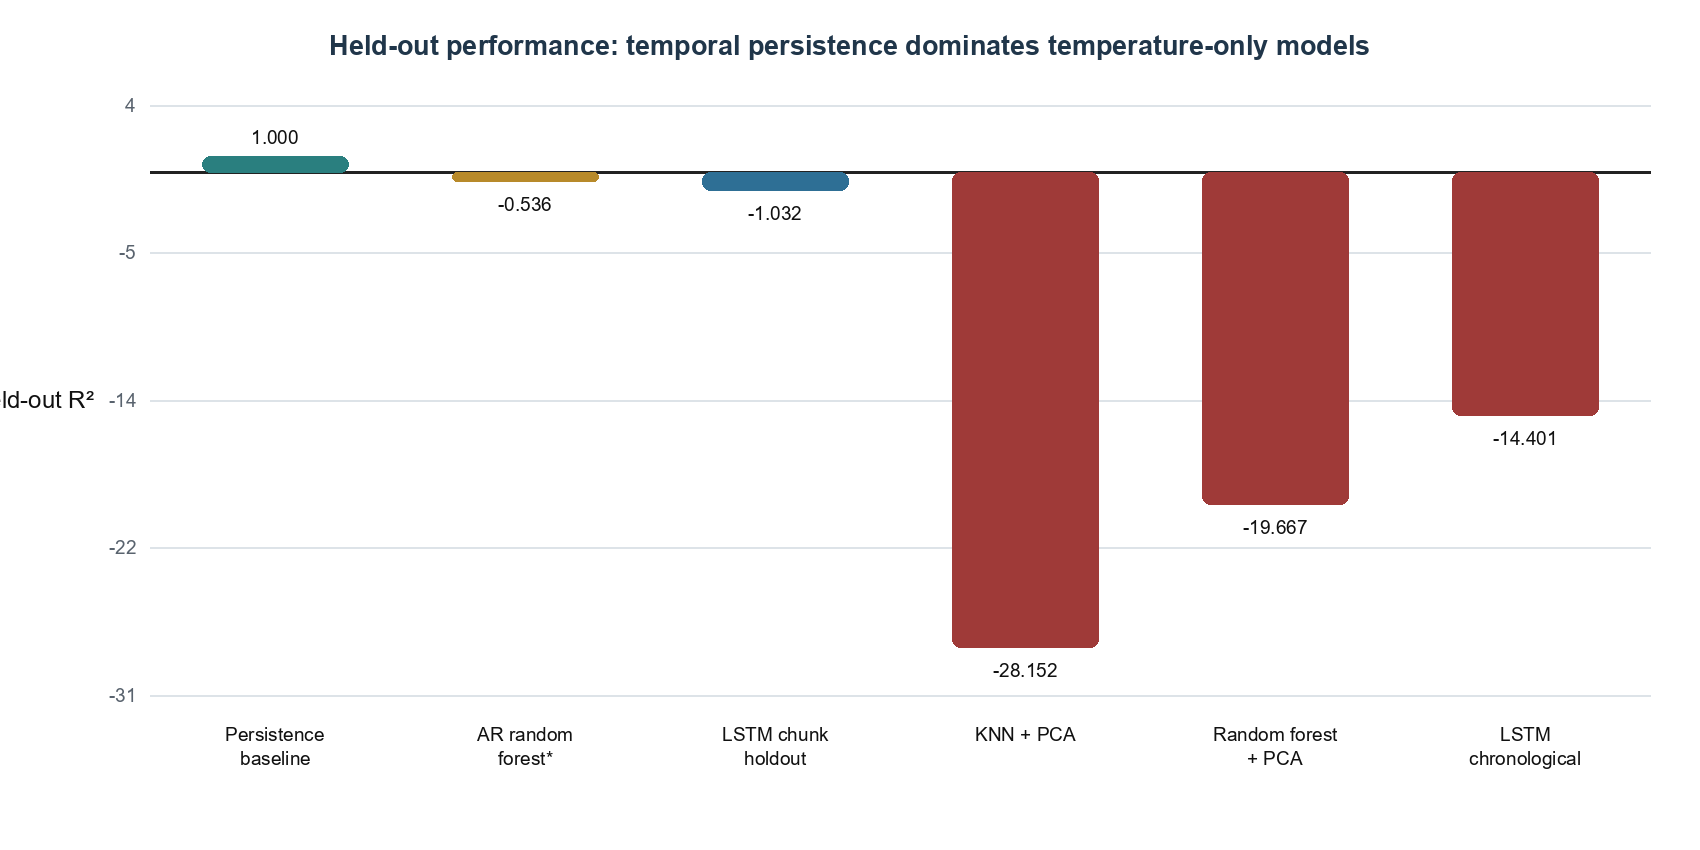 Held-out performance: temporal persistence dominates temperature-only models
4
1.000
-0.536
-1.032
-5
ld-out R²
-14
-14.401
-19.667
-22
-28.152
-31
Persistence
baseline
AR random
forest*
LSTM chunk
holdout
KNN + PCA
Random forest
+ PCA
LSTM
chronological